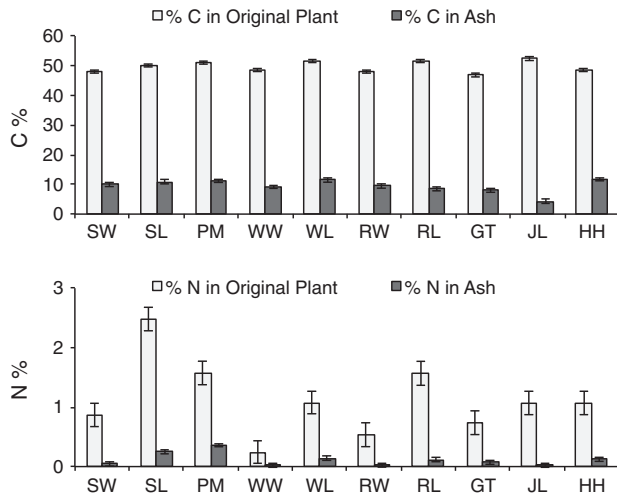 % C in Original Plant % C in Ash
60
50
40
30
20
10
0
C %
SW SL PM WW WL RW RL GT JL HH
% N in Original Plant % N in Ash
3
2
1
0
N %
SW SL PM WW WL RW RL GT JL HH